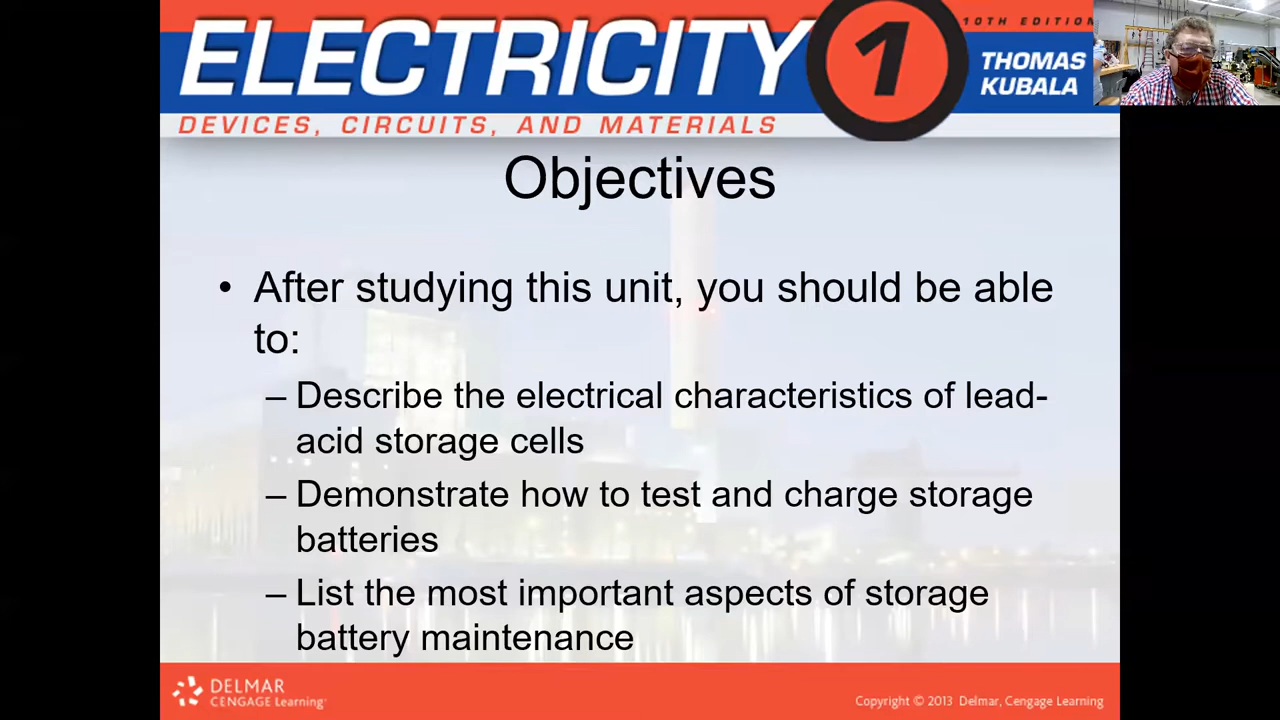 ELECTRICITY 1
10TH EDITION
THOMAS
KUBALA
DEVICES, CIRCUITS, AND MATERIALS
Objectives
• After studying this unit, you should be able
to:
– Describe the electrical characteristics of lead-
acid storage cells
– Demonstrate how to test and charge storage
batteries
– List the most important aspects of storage
battery maintenance
DELMAR
CENGAGE Learning
Copyright © 2013 Delmar, Cengage Learning